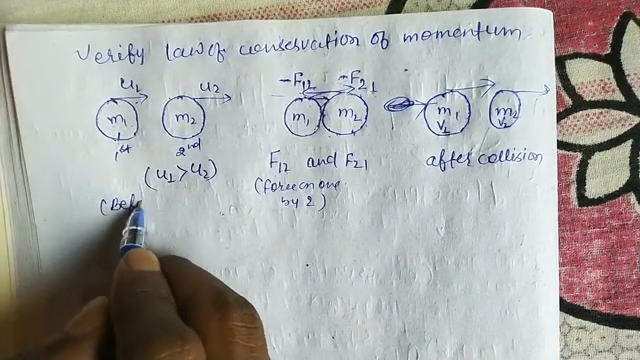 Verify law of conservation of momentum.
u1 u2 -F12 -F21
m1 m2 m1 m2 m1 m2
v1 v2
1st 2nd
(u1 > u2) F12 and F21 after collision
(force on one
by 2)
(Bef